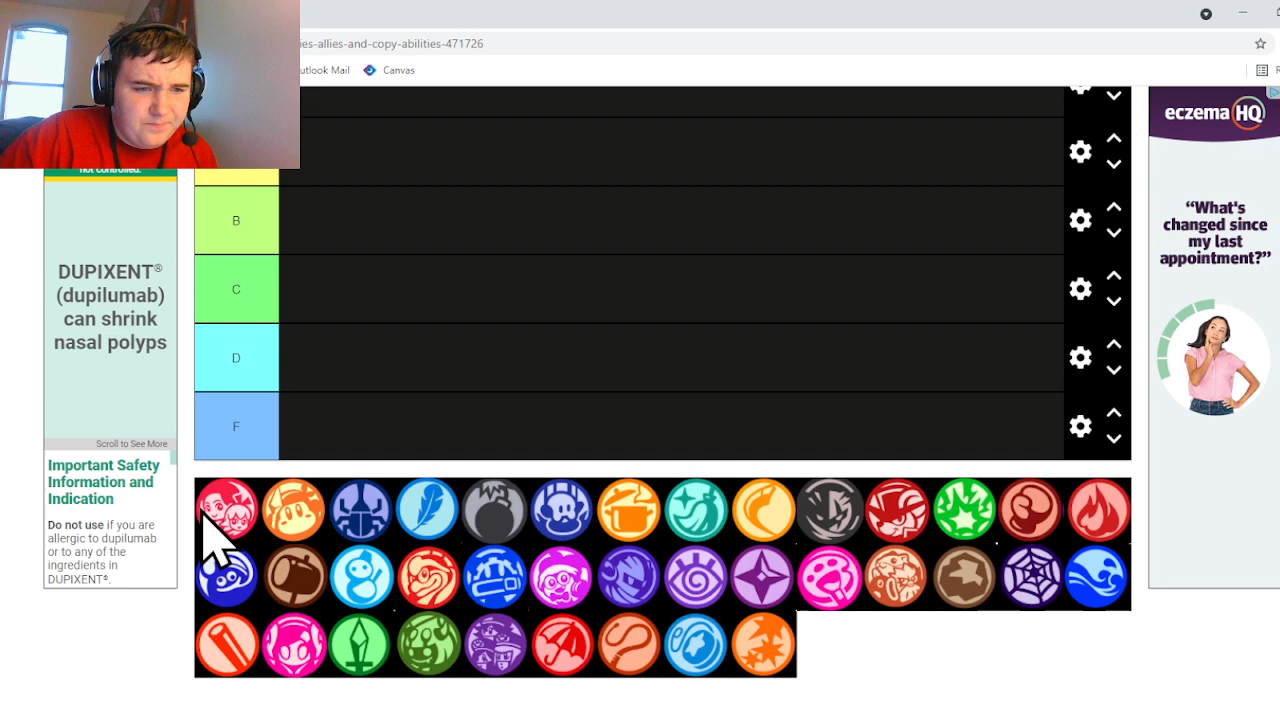 ies-allies-and-copy-abilities-471726
utlook Mail
Canvas
not controlled.
DUPIXENT®
(dupilumab)
can shrink
nasal polyps
Scroll to See More
Important Safety
Information and
Indication
Do not use if you are
allergic to dupilumab
or to any of the
ingredients in
DUPIXENT®.
B
C
D
F
eczema HQ
“What's
changed since
my last
appointment?”